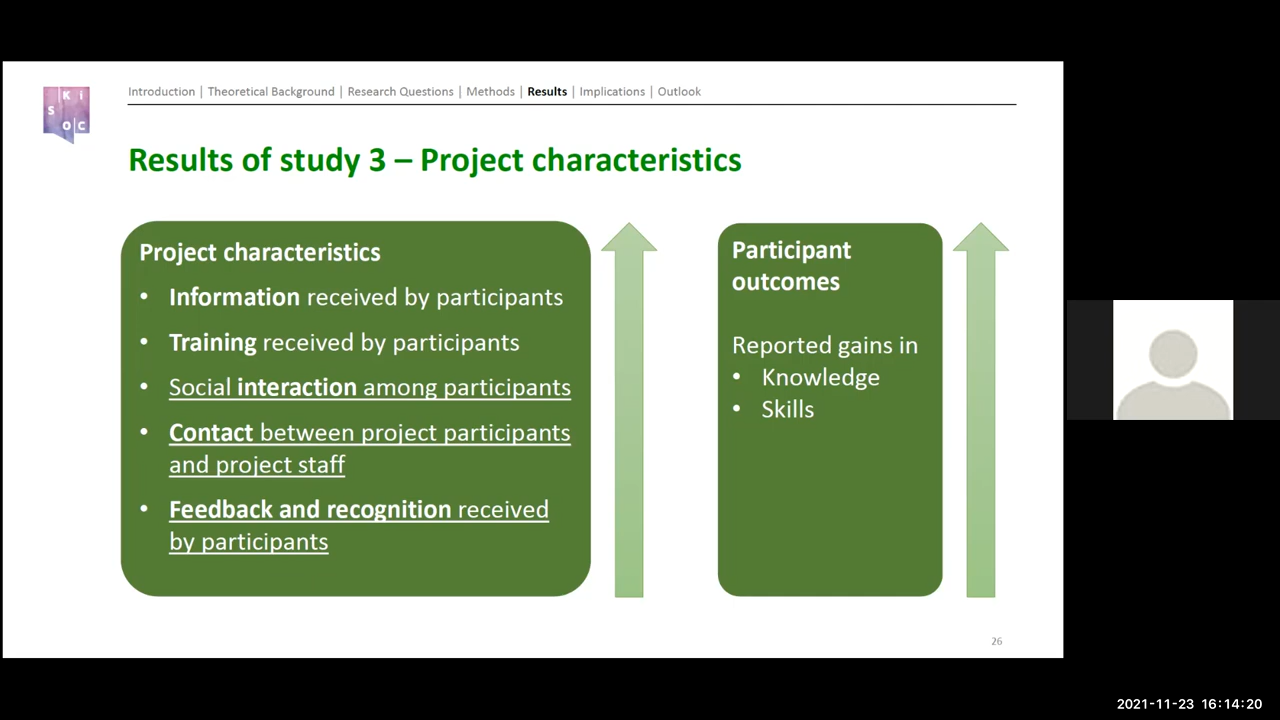 K i
S
O C
Introduction | Theoretical Background | Research Questions | Methods | Results | Implications | Outlook
Results of study 3 – Project characteristics
Project characteristics
• Information received by participants
• Training received by participants
• Social interaction among participants
• Contact between project participants
and project staff
• Feedback and recognition received
by participants
Participant
outcomes
Reported gains in
• Knowledge
• Skills
26
2021-11-23 16:14:20